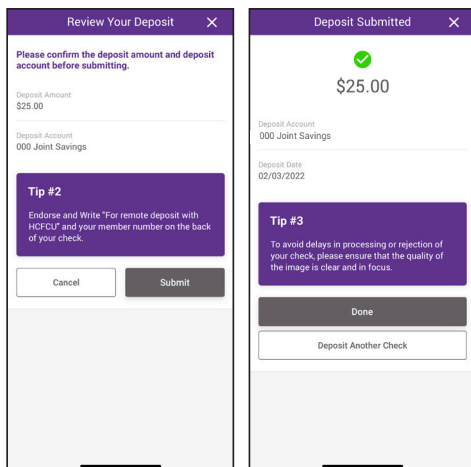 Review Your Deposit
Please confirm the deposit amount and deposit
account before submitting.
Deposit Amount
$25.00
Deposit Account
000 Joint Savings
Tip #2
Endorse and Write "For remote deposit with
HCFCU" and your member number on the back
of your check.
Cancel
Submit
Deposit Submitted
$25.00
Deposit Account
000 Joint Savings
Deposit Date
02/03/2022
Tip #3
To avoid delays in processing or rejection of
your check, please ensure that the quality of
the image is clear and in focus.
Done
Deposit Another Check